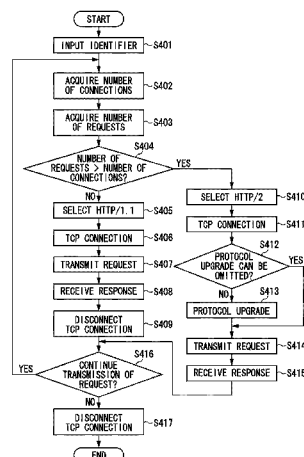 START
INPUT IDENTIFIER
S401
ACQUIRE NUMBER
OF CONNECTIONS
S402
ACQUIRE NUMBER
OF REQUESTS
S403
S404
NUMBER OF
REQUESTS > NUMBER OF
CONNECTIONS?
YES
NO
SELECT HTTP/1.1
S405
TCP CONNECTION
S406
TRANSMIT REQUEST
S407
RECEIVE RESPONSE
S408
DISCONNECT
TCP CONNECTION
S409
SELECT HTTP/2
S410
TCP CONNECTION
S411
S412
PROTOCOL
UPGRADE CAN BE
OMITTED?
YES
NO
S413
PROTOCOL UPGRADE
TRANSMIT REQUEST
S414
RECEIVE RESPONSE
S415
S416
CONTINUE
TRANSMISSION OF
REQUEST?
YES
NO
DISCONNECT
TCP CONNECTION
S417
END